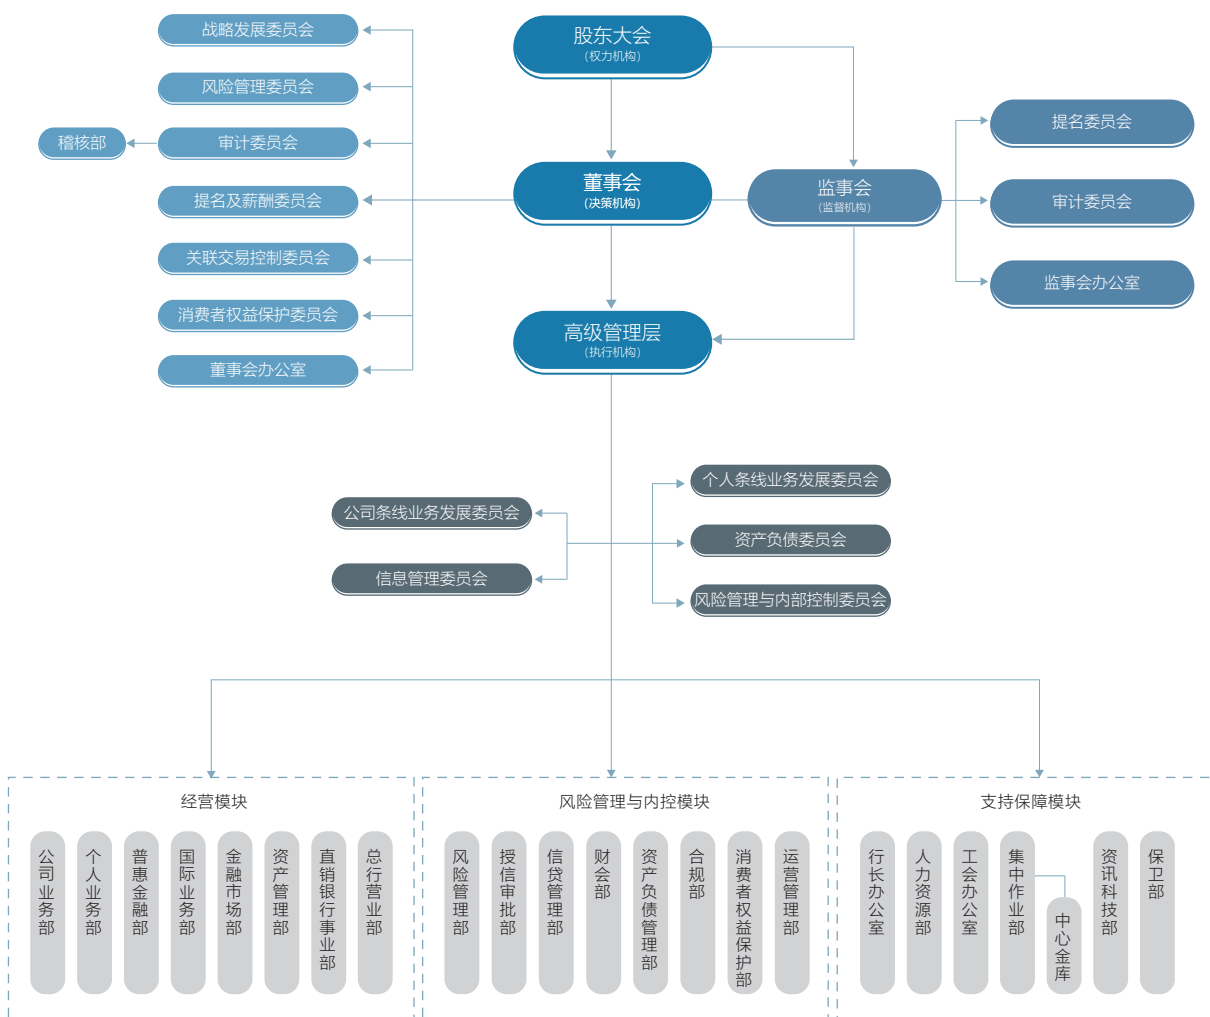 股东大会
(权力机构)
董事会
(决策机构)
监事会
(监督机构)
高级管理层
(执行机构)
战略发展委员会
风险管理委员会
审计委员会
稽核部
提名及薪酬委员会
关联交易控制委员会
消费者权益保护委员会
董事会办公室
提名委员会
审计委员会
监事会办公室
公司条线业务发展委员会
信息管理委员会
个人条线业务发展委员会
资产负债委员会
风险管理与内部控制委员会
经营模块
公司业务部
个人业务部
普惠金融部
国际业务部
金融市场部
资产管理部
直销银行事业部
总行营业部
风险管理与内控模块
风险管理部
授信审批部
信贷管理部
财会部
资产负债管理部
合规部
消费者权益保护部
运营管理部
支持保障模块
行长办公室
人力资源部
工会办公室
集中作业部
中心金库
资讯科技部
保卫部